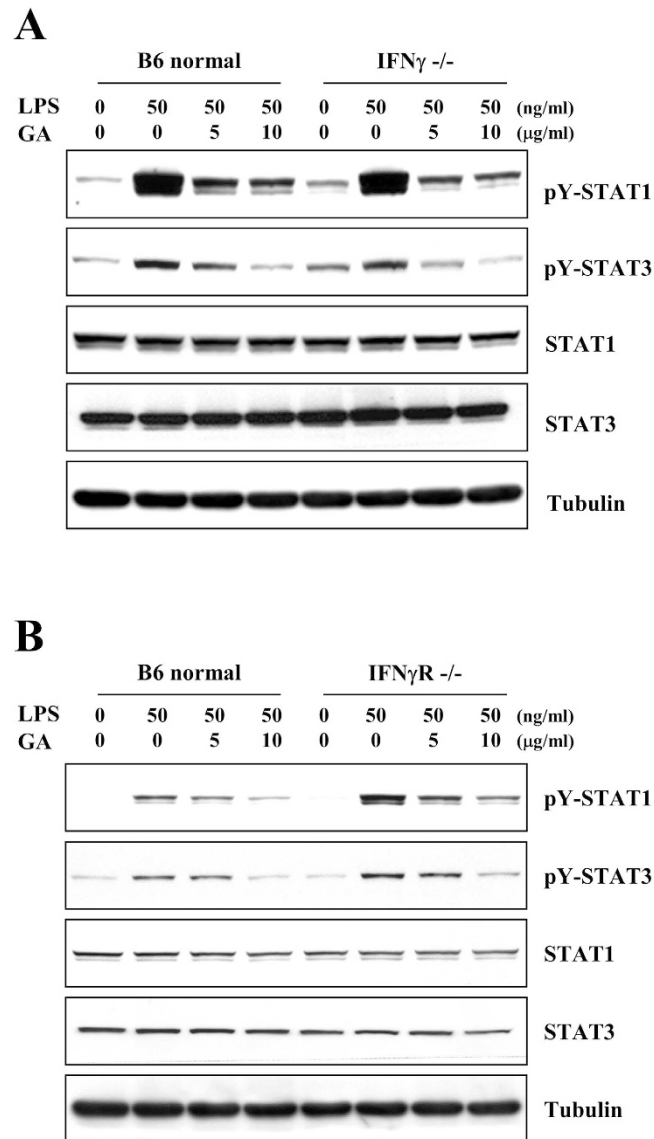 A
B6 normal IFNγ -/-
LPS 0 50 50 50 0 50 50 50 (ng/ml)
GA 0 0 5 10 0 0 5 10 (μg/ml)
pY-STAT1
pY-STAT3
STAT1
STAT3
Tubulin
B
B6 normal IFNγR -/-
LPS 0 50 50 50 0 50 50 50 (ng/ml)
GA 0 0 5 10 0 0 5 10 (μg/ml)
pY-STAT1
pY-STAT3
STAT1
STAT3
Tubulin